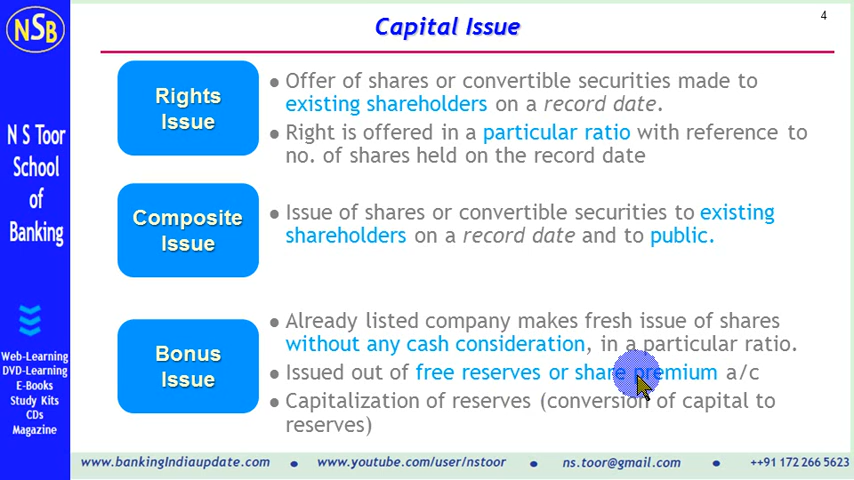 NSB
N S Toor
School
of
Banking
Web-Learning
DVD-Learning
E-Books
Study Kits
CDs
Magazine
Capital Issue
4
Rights
Issue
● Offer of shares or convertible securities made to
existing shareholders on a record date.
● Right is offered in a particular ratio with reference to
no. of shares held on the record date
Composite
Issue
● Issue of shares or convertible securities to existing
shareholders on a record date and to public.
Bonus
Issue
● Already listed company makes fresh issue of shares
without any cash consideration, in a particular ratio.
● Issued out of free reserves or share premium a/c
● Capitalization of reserves (conversion of capital to
reserves)
www.bankingIndiaupdate.com ● www.youtube.com/user/nstoor ● ns.toor@gmail.com ● ++91 172 266 5623